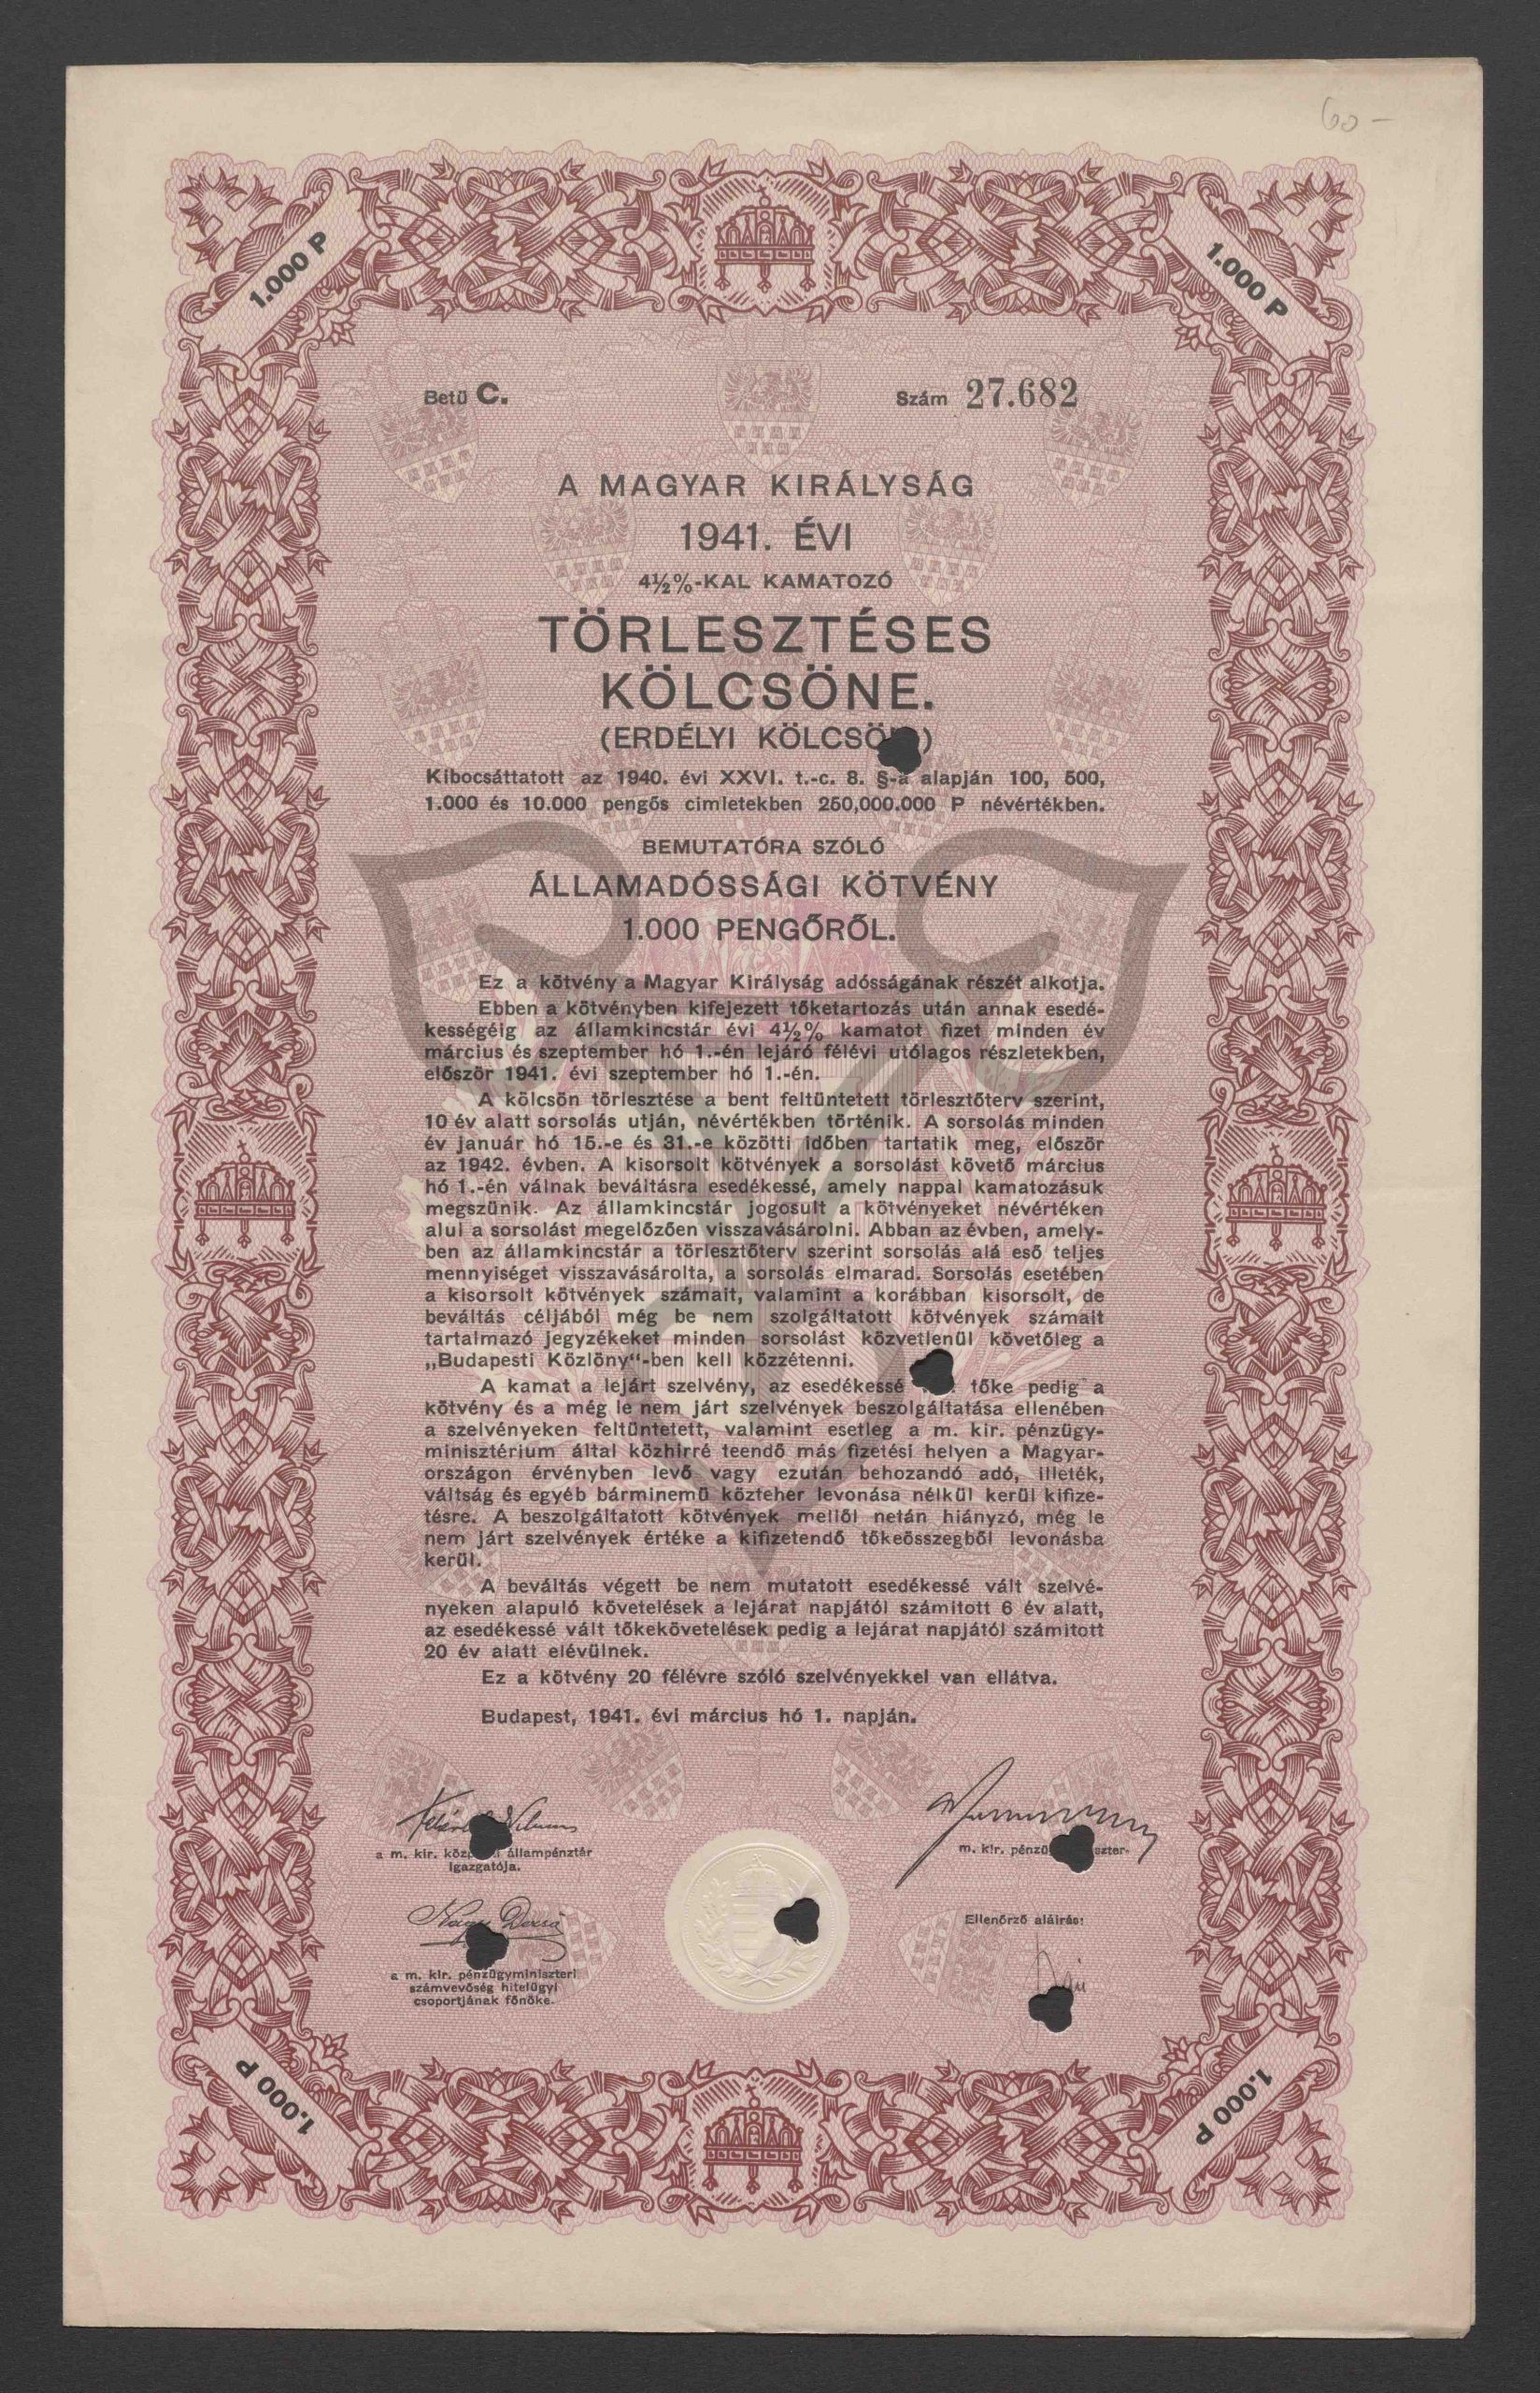 60 -
1.000 P
1.000 P
Betű C.
Szám 27.682
A MAGYAR KIRÁLYSÁG
1941. ÉVI
4½%-KAL KAMATOZÓ
TÖRLESZTÉSES
KÖLCSÖNE.
(ERDÉLYI
Kibocsáttatott az 1940. évi XXVI. t.-c. 8. §-a alapján 100, 500,
1.000 és 10.000 pengős cimletekben 250,000.000 P névértékben.
BEMUTATÓRA SZÓLÓ
ÁLLAMADÓSSÁGI KÖTVÉNY
1.000 PENGŐRŐL.
Ez a kötvény a Magyar Királyság adósságának részét alkotja.
Ebben a kötvényben kifejezett tőketartozás után annak esedé-
kességéig az államkincstár évi 4½% kamatot fizet minden év
március és szeptember hó 1.-én lejáró félévi utólagos részletekben,
először 1941. évi szeptember hó 1.-én.
A kölcsön törlesztése a bent feltüntetett törlesztőterv szerint,
10 év alatt sorsolás utján, névértékben történik. A sorsolás minden
év január hó 15.-e és 31.-e közötti időben tartatik meg, először
az 1942. évben. A kisorsolt kötvények a sorsolást követő március
hó 1.-én válnak beváltásra esedékessé, amely nappal kamatozásuk
megszünik. Az államkincstár jogosult a kötvényeket névértéken
alul a sorsolást megelőzően visszavásárolni. Abban az évben, amely-
ben az államkincstár a törlesztőterv szerint sorsolás alá eső teljes
mennyiséget visszavásárolta, a sorsolás elmarad. Sorsolás esetében
a kisorsolt kötvények számait, valamint a korábban kisorsolt, de
beváltás céljából még be nem szolgáltatott kötvények számait
tartalmazó jegyzékeket minden sorsolást közvetlenül követőleg a
„Budapesti Közlöny“-ben kell közzétenni.
A kamat a lejárt szelvény, az esedékessé tőke pedig a
kötvény és a még le nem járt szelvények beszolgáltatása ellenében
a szelvényeken feltüntetett, valamint esetleg a m. kir. pénzügy-
minisztérium által közhirré teendő más fizetési helyen a Magyar-
országon érvényben levő vagy ezután behozandó adó, illeték,
váltság és egyéb bárminemű közteher levonása nélkül kerül kifize-
tésre. A beszolgáltatott kötvények mellől netán hiányzó, még le
nem járt szelvények értéke a kifizetendő tőkeösszegből levonásba
kerül.
A beváltás végett be nem mutatott esedékessé vált szelvé-
nyeken alapuló követelések a lejárat napjától számitott 6 év alatt,
az esedékessé vált tőkekövetelések pedig a lejárat napjától számitott
20 év alatt elévülnek.
Ez a kötvény 20 félévre szóló szelvényekkel van ellátva.
Budapest, 1941. évi március hó 1. napján.
a m. kir. állampénztár
igazgatója.
m. kir.
Nagy Dezső
a m. kir. pénzügyminiszteri
számvevőség hitelügyi
csoportjának főnöke.
Ellenőrző aláirás:
1.000 P
1.000 P